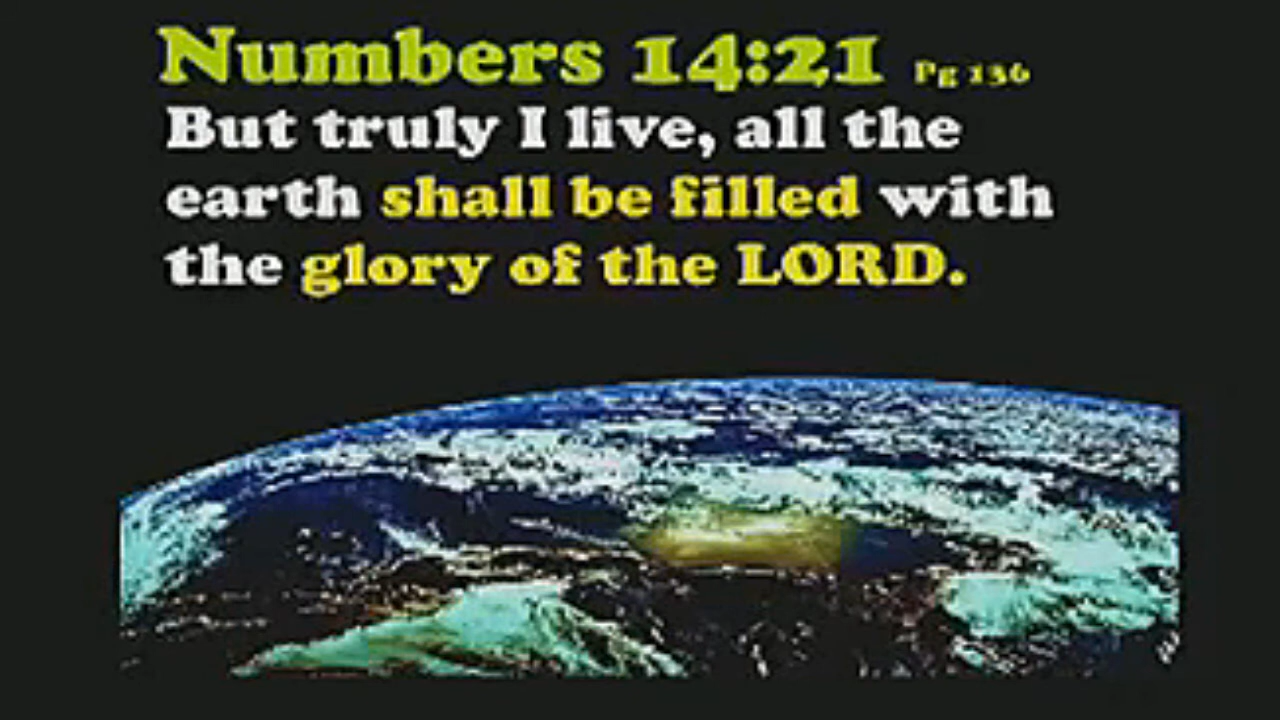 Numbers 14:21 Pg 136
But truly I live, all the
earth shall be filled with
the glory of the LORD.